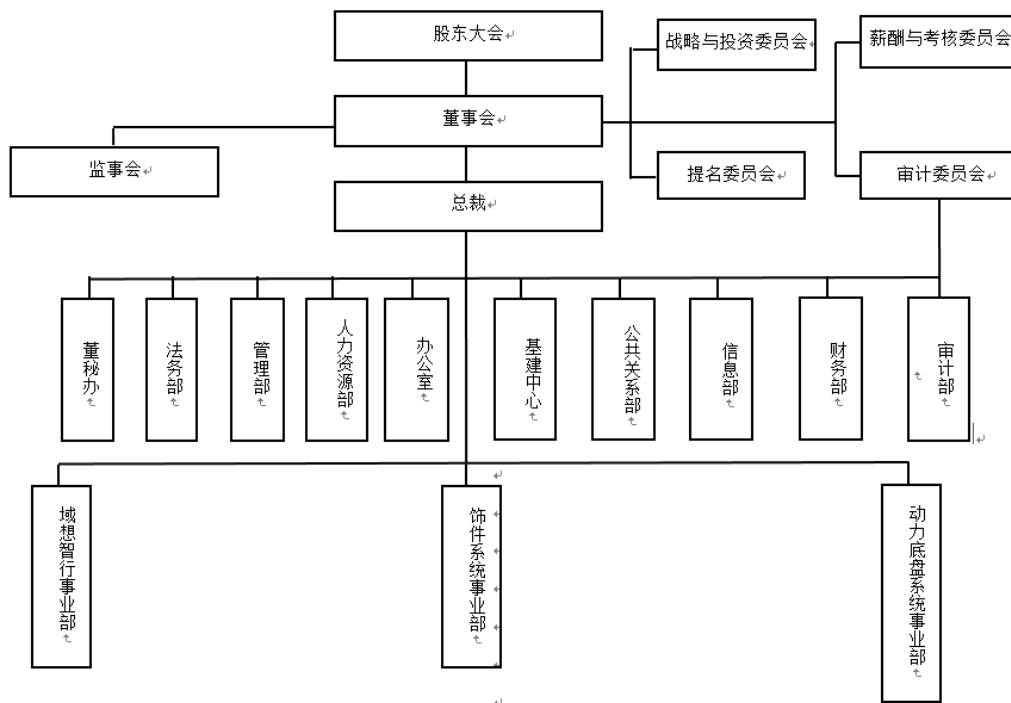 股东大会
战略与投资委员会
薪酬与考核委员会
董事会
监事会
提名委员会
审计委员会
总裁
董秘办
法务部
管理部
人力资源部
办公室
基建中心
公共关系部
信息部
财务部
审计部
域想智行事业部
饰件系统事业部
动力底盘系统事业部